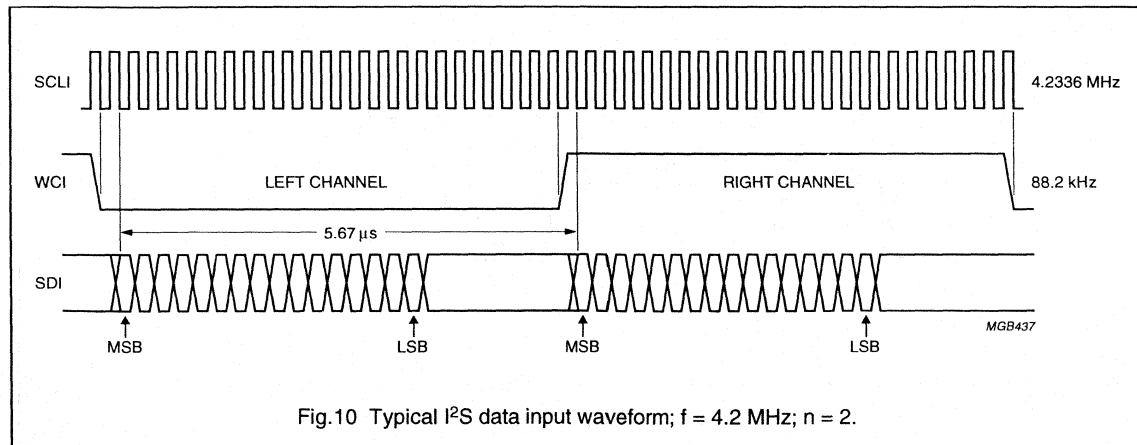 SCLI
4.2336 MHz
WCI
LEFT CHANNEL
RIGHT CHANNEL
88.2 kHz
5.67 µs
SDI
MGB437
MSB
LSB
MSB
LSB
Fig.10 Typical I²S data input waveform; f = 4.2 MHz; n = 2.